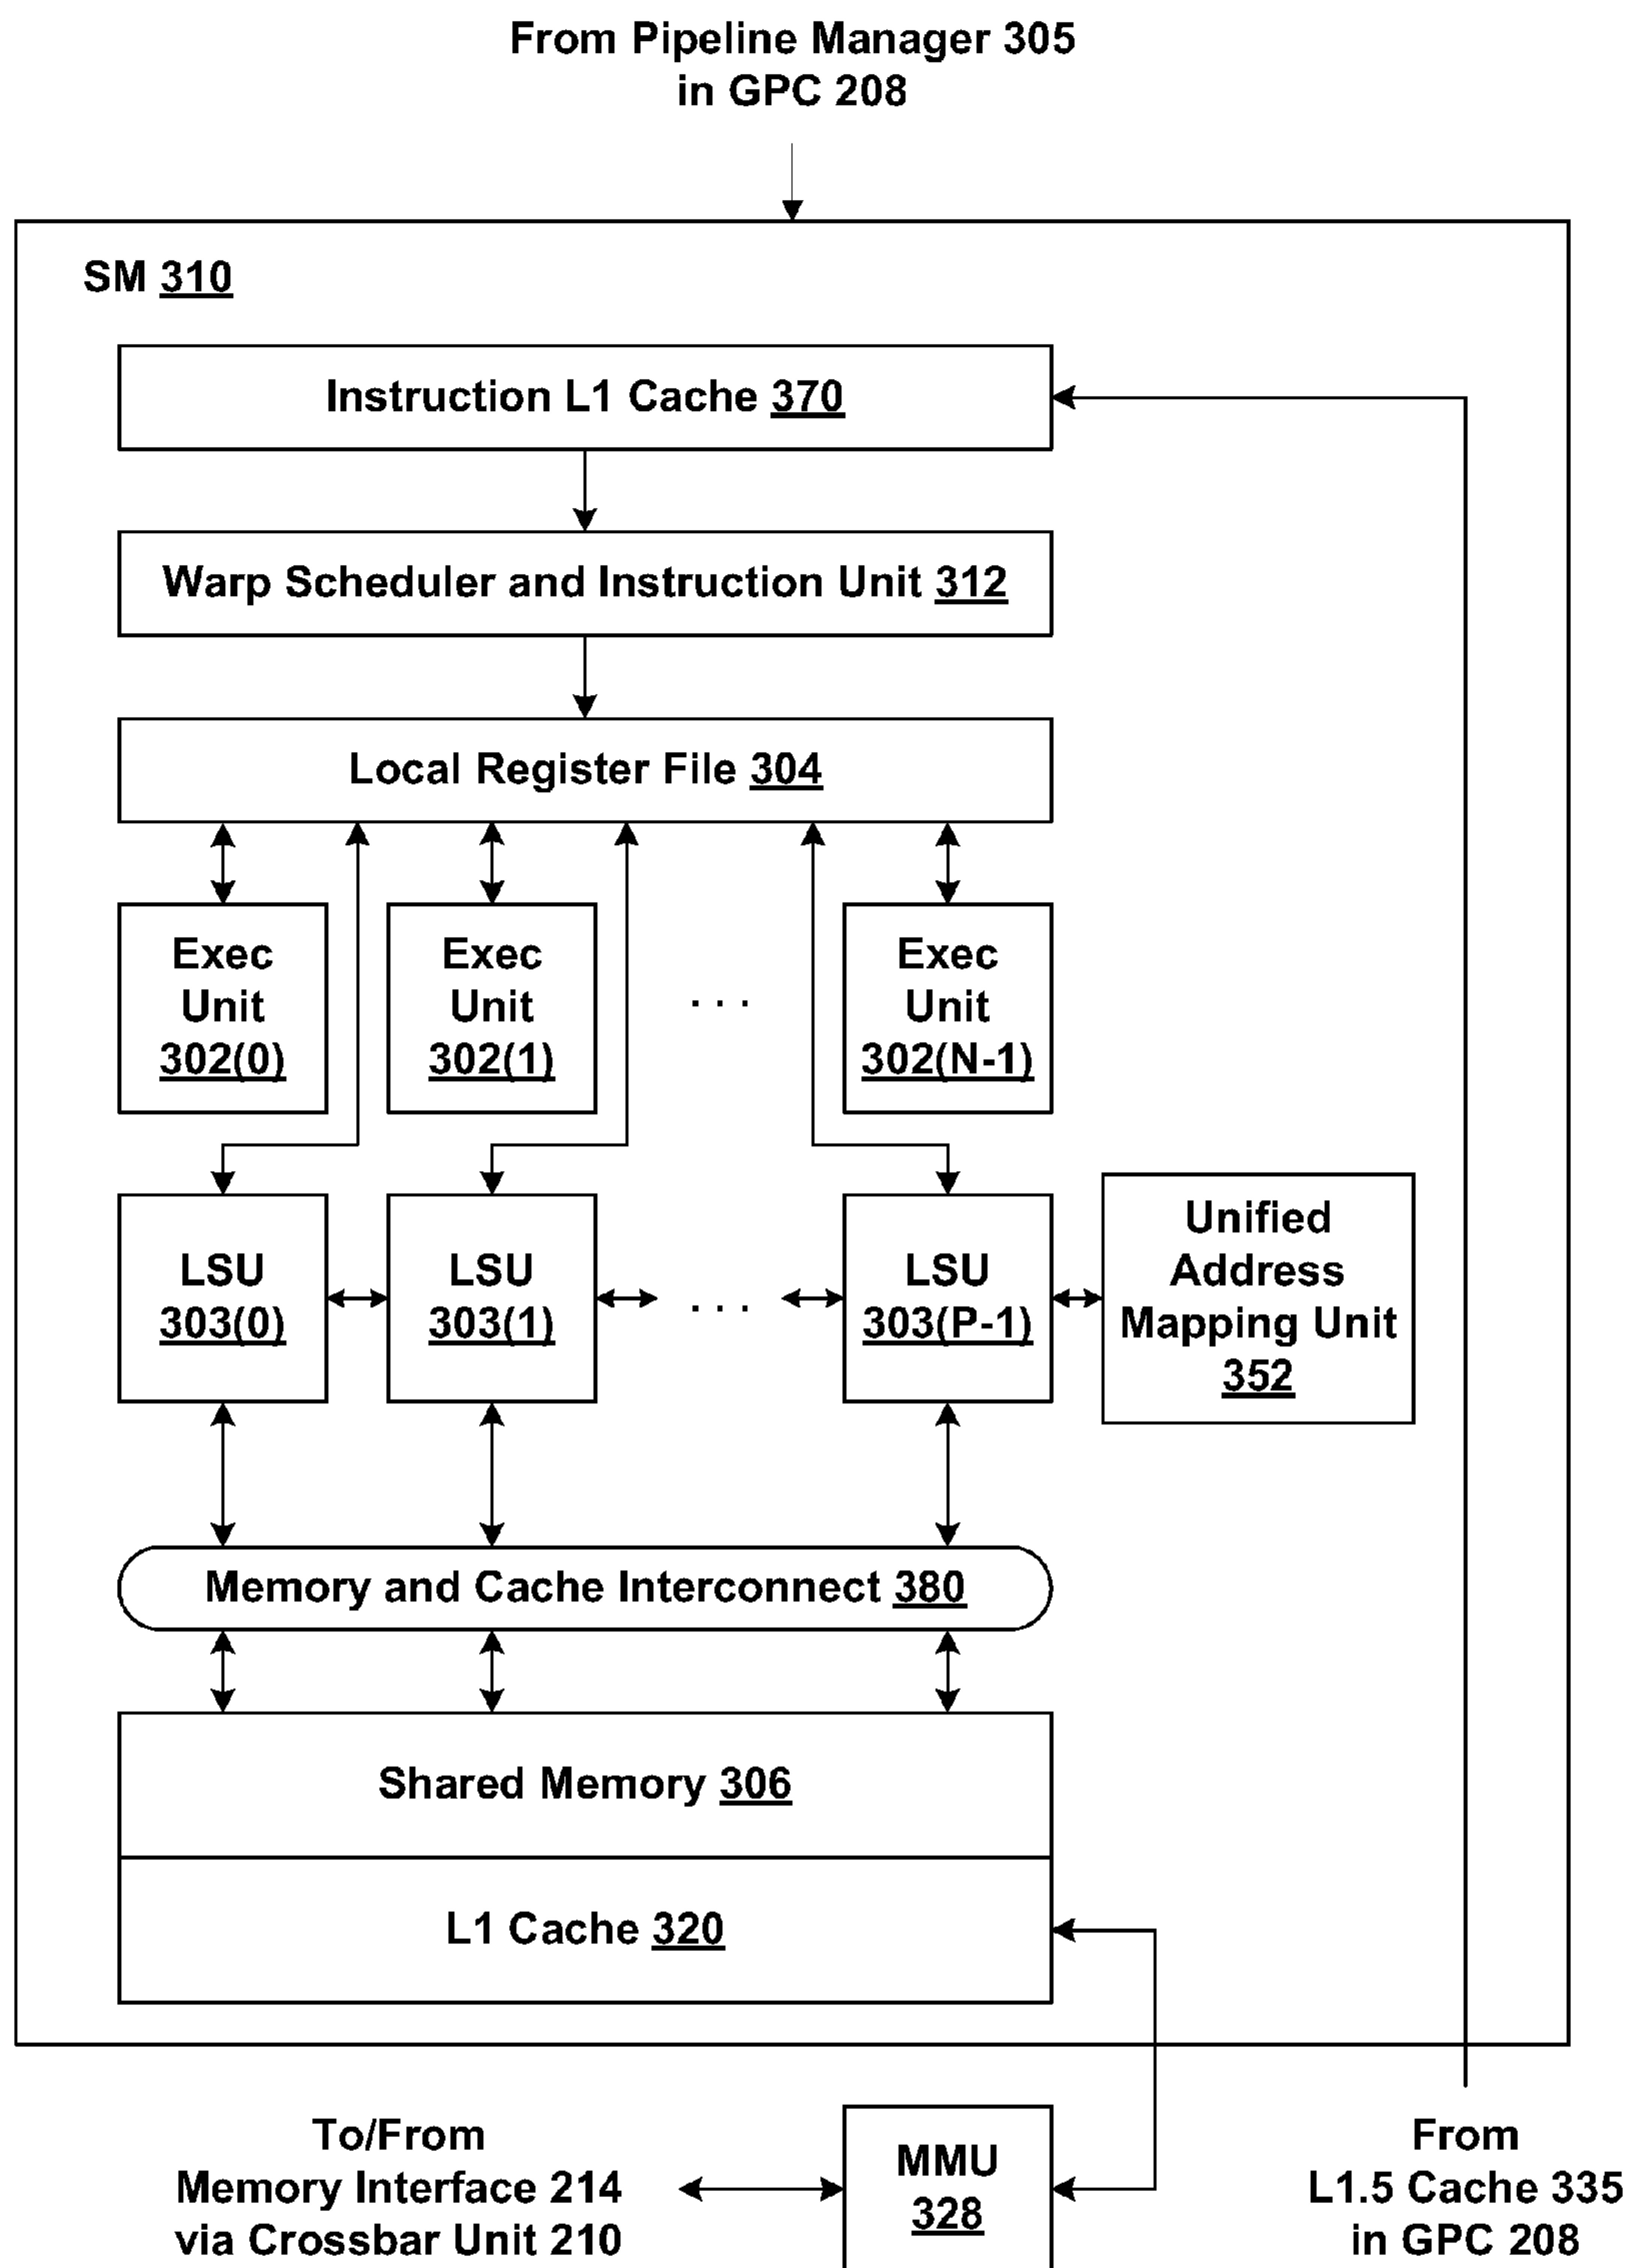 From Pipeline Manager 305
in GPC 208
SM 310
Instruction L1 Cache 370
Warp Scheduler and Instruction Unit 312
Local Register File 304
Exec
Unit
302(0)
Exec
Unit
302(1)
. . .
Exec
Unit
302(N-1)
LSU
303(0)
LSU
303(1)
. . .
LSU
303(P-1)
Unified
Address
Mapping Unit
352
Memory and Cache Interconnect 380
Shared Memory 306
L1 Cache 320
To/From
Memory Interface 214
via Crossbar Unit 210
MMU
328
From
L1.5 Cache 335
in GPC 208